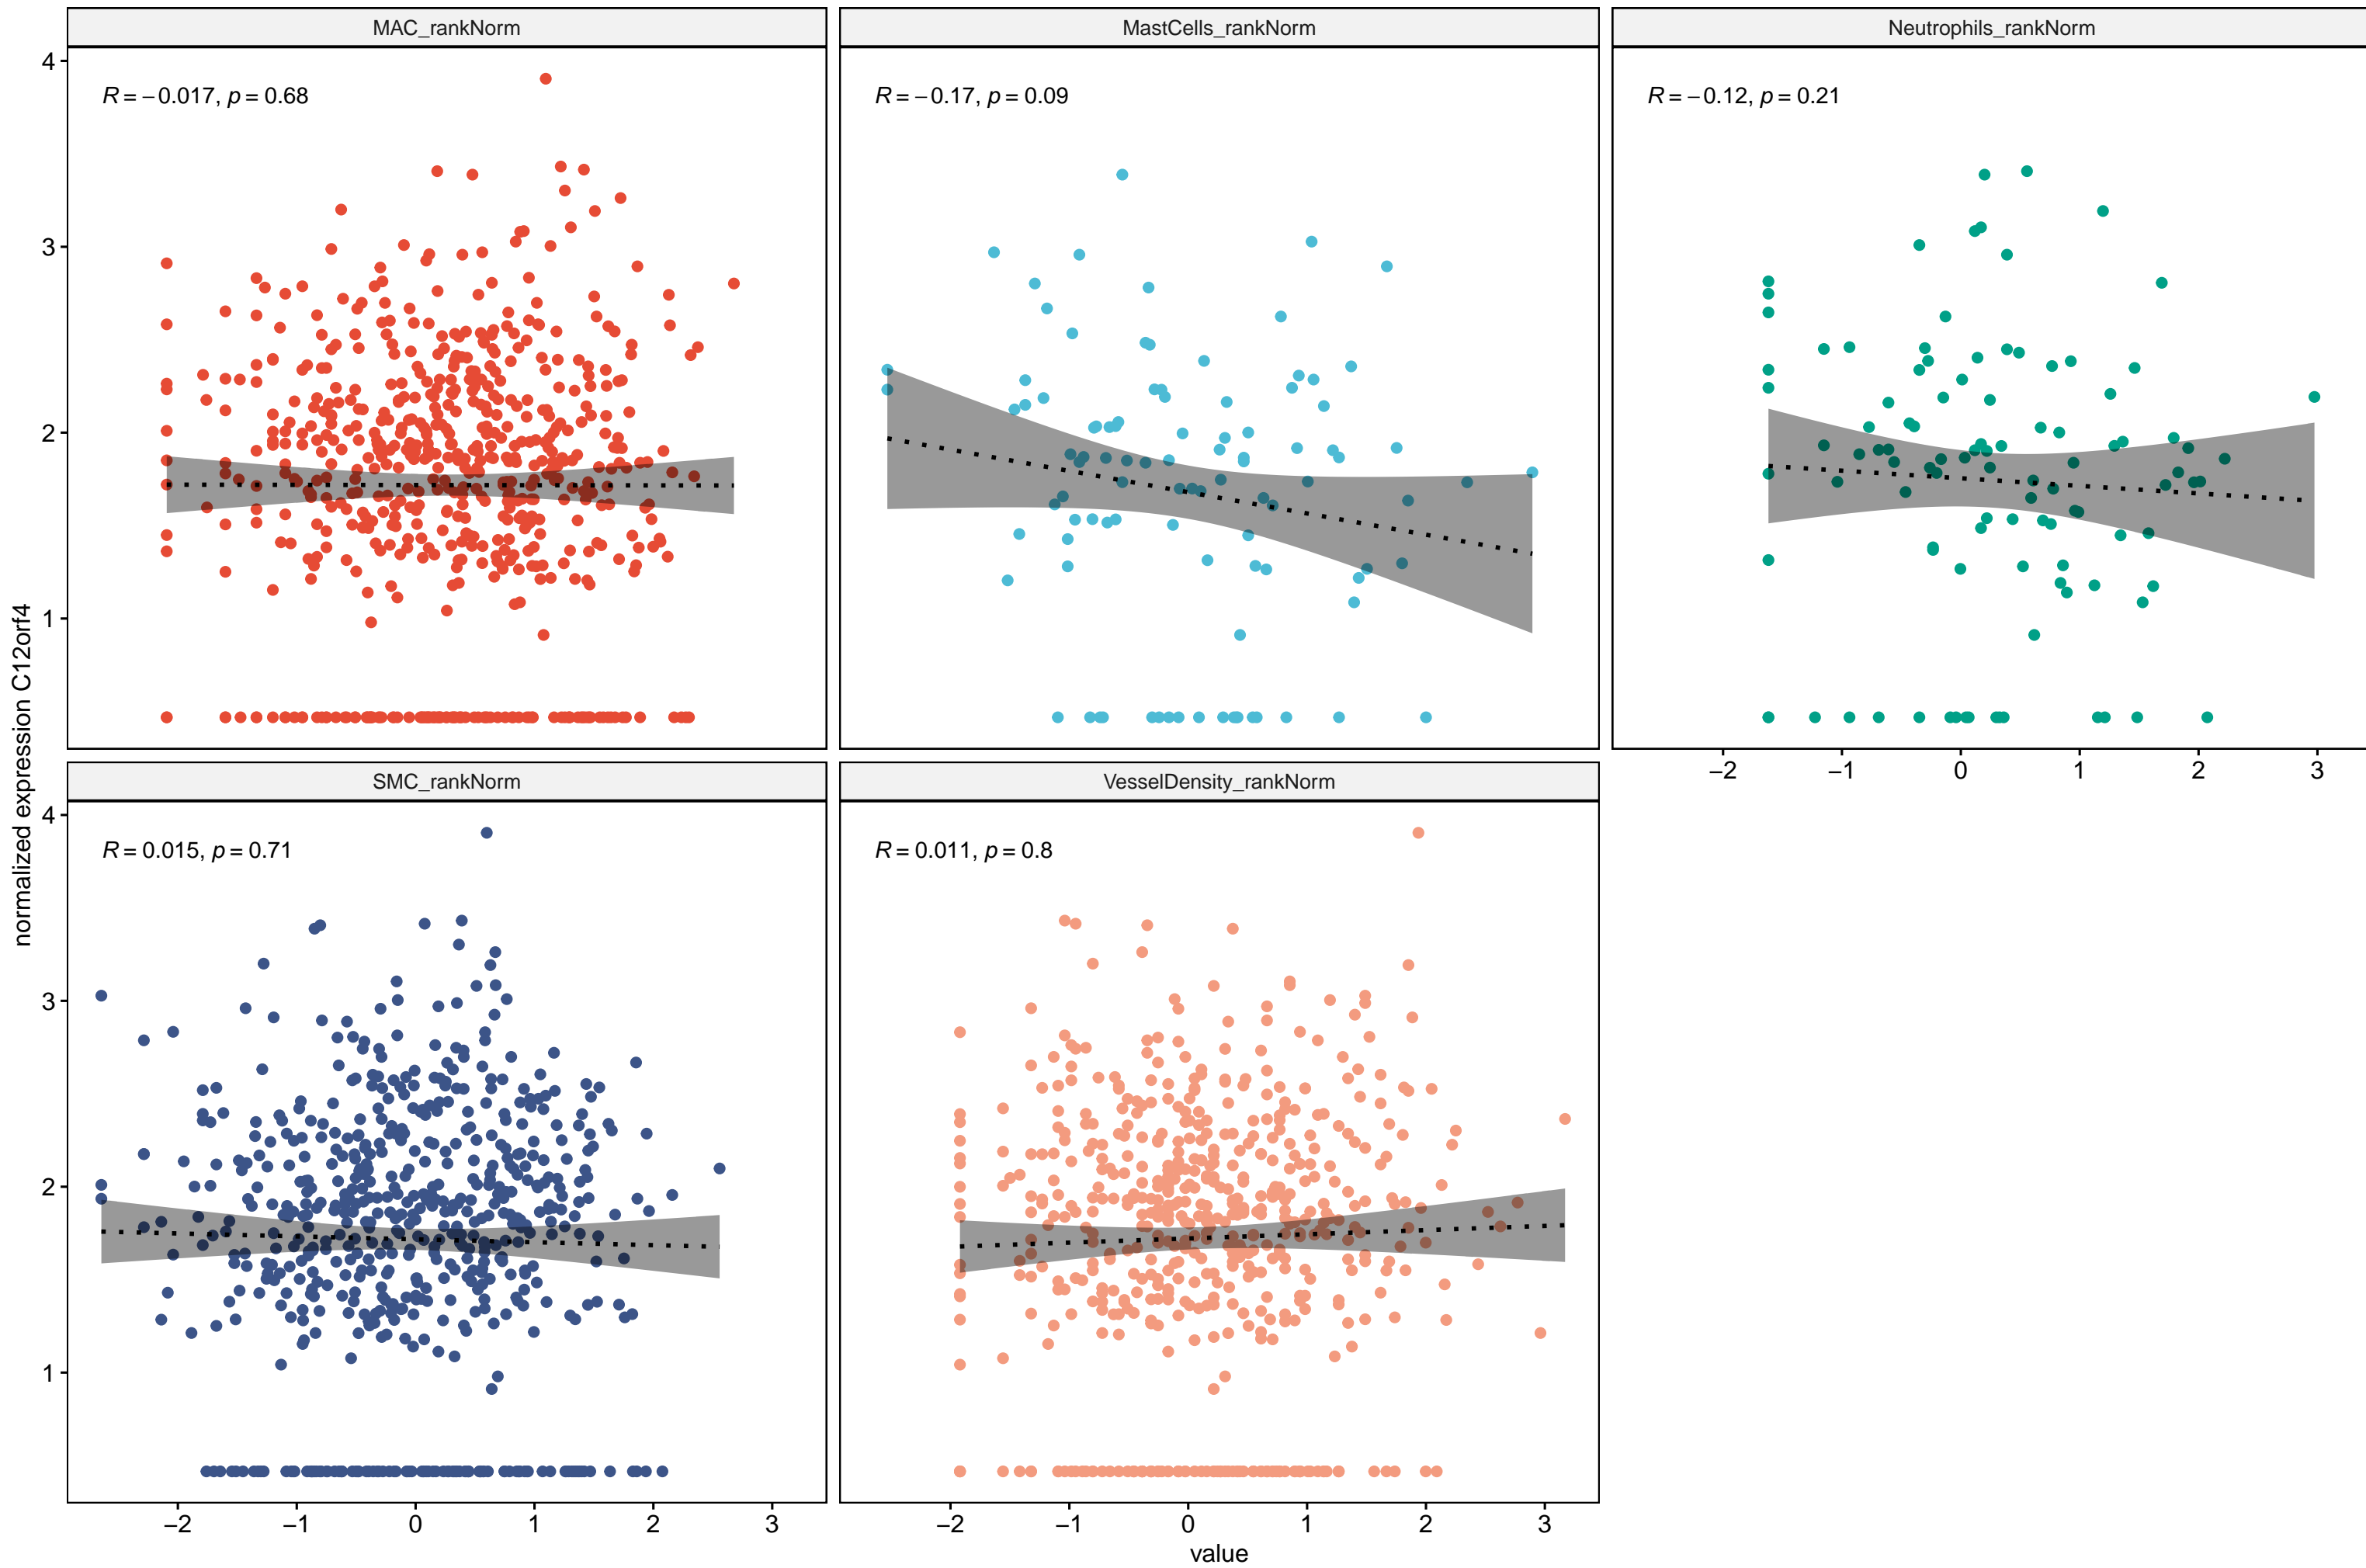 MAC_rankNorm
MastCells_rankNorm
Neutrophils_rankNorm
R = −0.017, p = 0.68
R = −0.17, p = 0.09
R = −0.12, p = 0.21
4
3
2
1
−2 −1 0 1 2 3
SMC_rankNorm
VesselDensity_rankNorm
R = 0.015, p = 0.71
R = 0.011, p = 0.8
4
3
2
1
−2 −1 0 1 2 3
−2 −1 0 1 2 3
value
normalized expression C12orf4